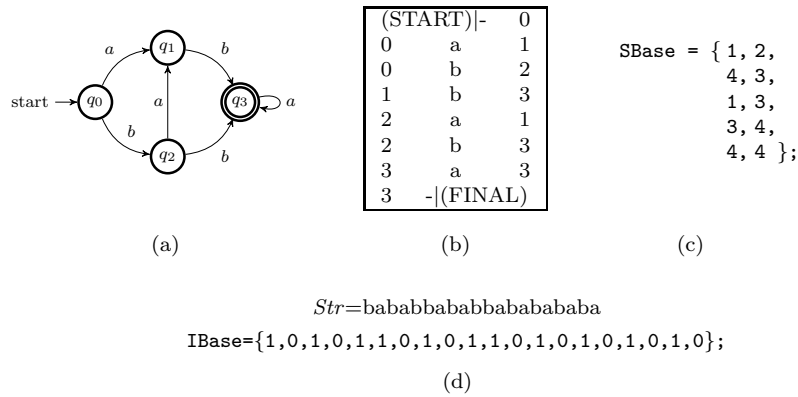 a
q1
b
start
q0
a
q3
a
b
q2
b
(a)
(START)|- 0
0 a 1
0 b 2
1 b 3
2 a 1
2 b 3
3 a 3
3 -|(FINAL)
(b)
SBase = { 1, 2,
4, 3,
1, 3,
3, 4,
4, 4 };
(c)
Str=bababbababbababababa
IBase={1,0,1,0,1,1,0,1,0,1,1,0,1,0,1,0,1,0,1,0};
(d)